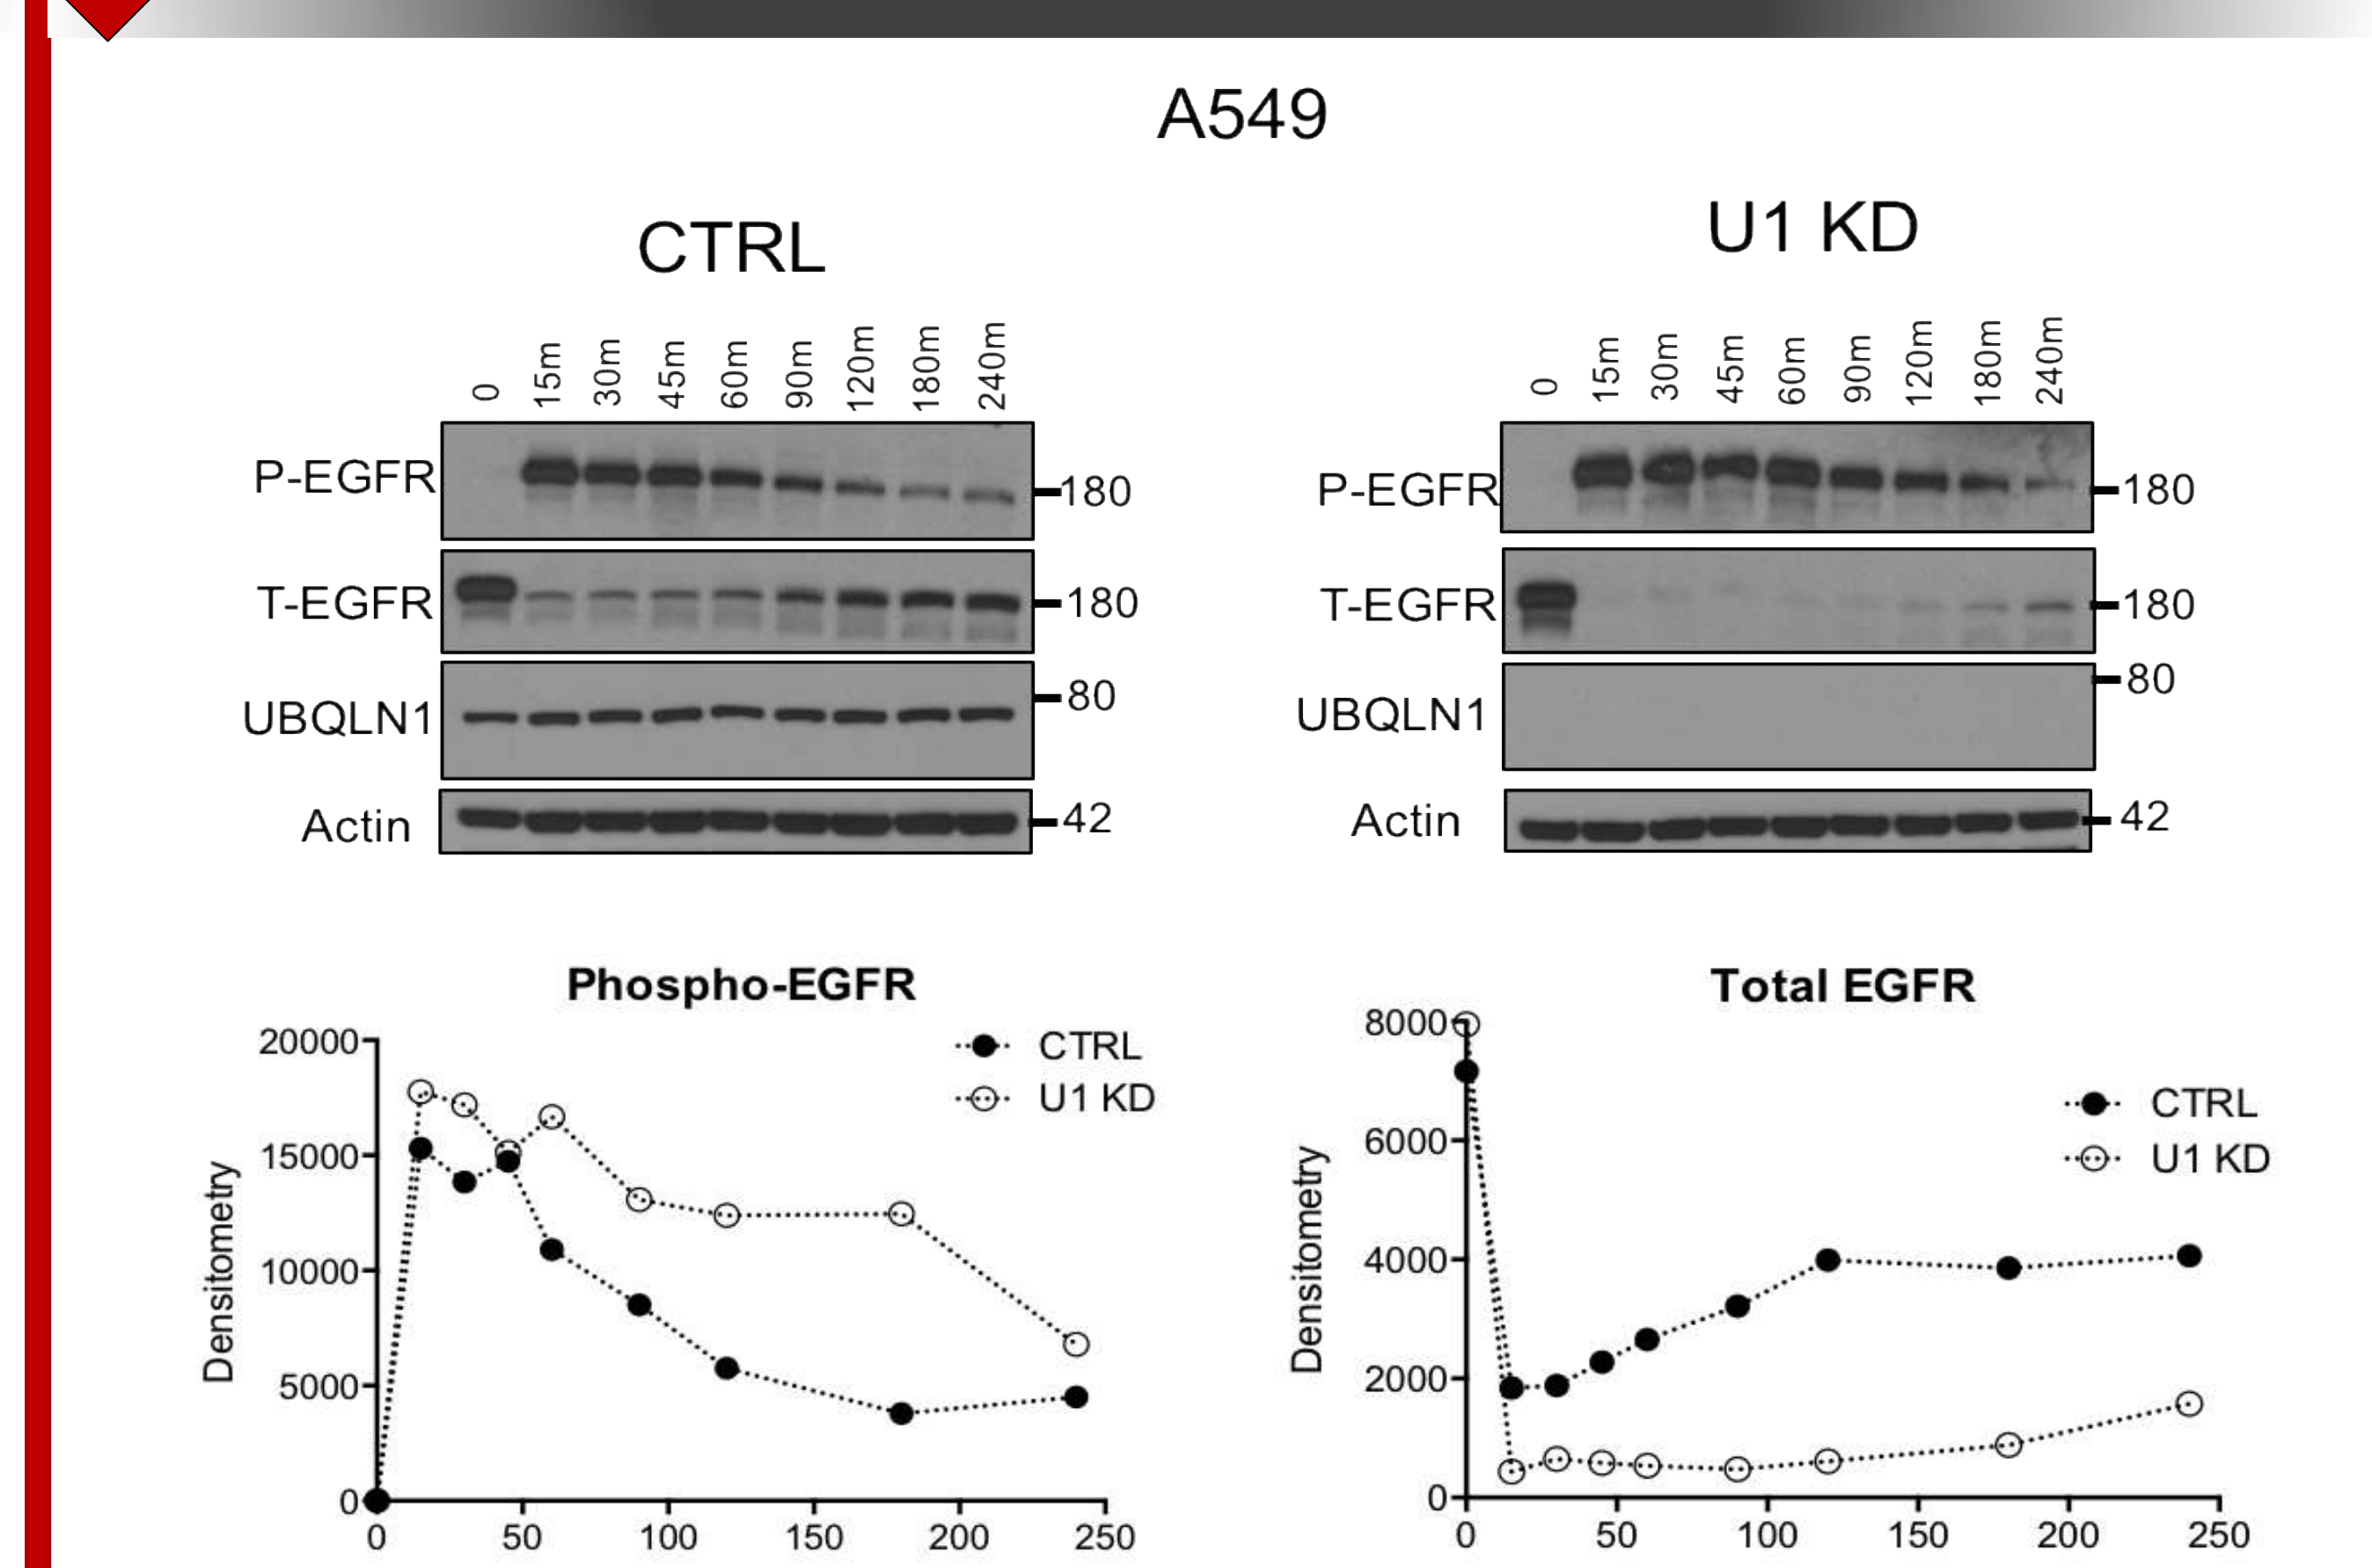 A549
CTRL
0 15m 30m 45m 60m 90m 120m 180m 240m
P-EGFR 180
T-EGFR 180
UBQLN1 80
Actin 42
U1 KD
0 15m 30m 45m 60m 90m 120m 180m 240m
P-EGFR 180
T-EGFR 180
UBQLN1 80
Actin 42
Phospho-EGFR
Densitometry
20000
15000
10000
5000
0
0 50 100 150 200 250
CTRL
U1 KD
Total EGFR
Densitometry
8000
6000
4000
2000
0
0 50 100 150 200 250
CTRL
U1 KD